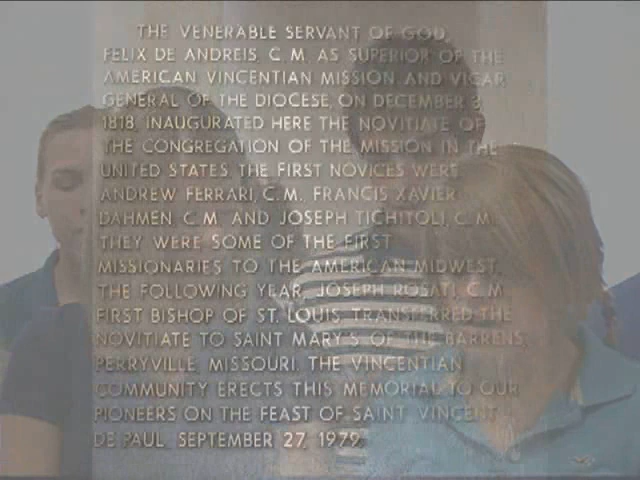 THE VENERABLE SERVANT OF GOD,
FELIX DE ANDREIS, C.M. AS SUPERIOR OF THE
AMERICAN VINCENTIAN MISSION AND VICAR
GENERAL OF THE DIOCESE, ON DECEMBER 3,
1818, INAUGURATED HERE THE NOVITIATE OF
THE CONGREGATION OF THE MISSION IN THE
UNITED STATES. THE FIRST NOVICES WERE
ANDREW FERRARI, C.M., FRANCIS XAVIER
DAHMEN, C.M. AND JOSEPH TICHITOLI, C.M.
THEY WERE SOME OF THE FIRST
MISSIONARIES TO THE AMERICAN MIDWEST.
THE FOLLOWING YEAR, JOSEPH ROSATI, C.M.
FIRST BISHOP OF ST. LOUIS, TRANSFERRED THE
NOVITIATE TO SAINT MARY'S OF THE BARRENS,
PERRYVILLE, MISSOURI. THE VINCENTIAN
COMMUNITY ERECTS THIS MEMORIAL TO OUR
PIONEERS ON THE FEAST OF SAINT VINCENT
DE PAUL, SEPTEMBER 27, 1979.